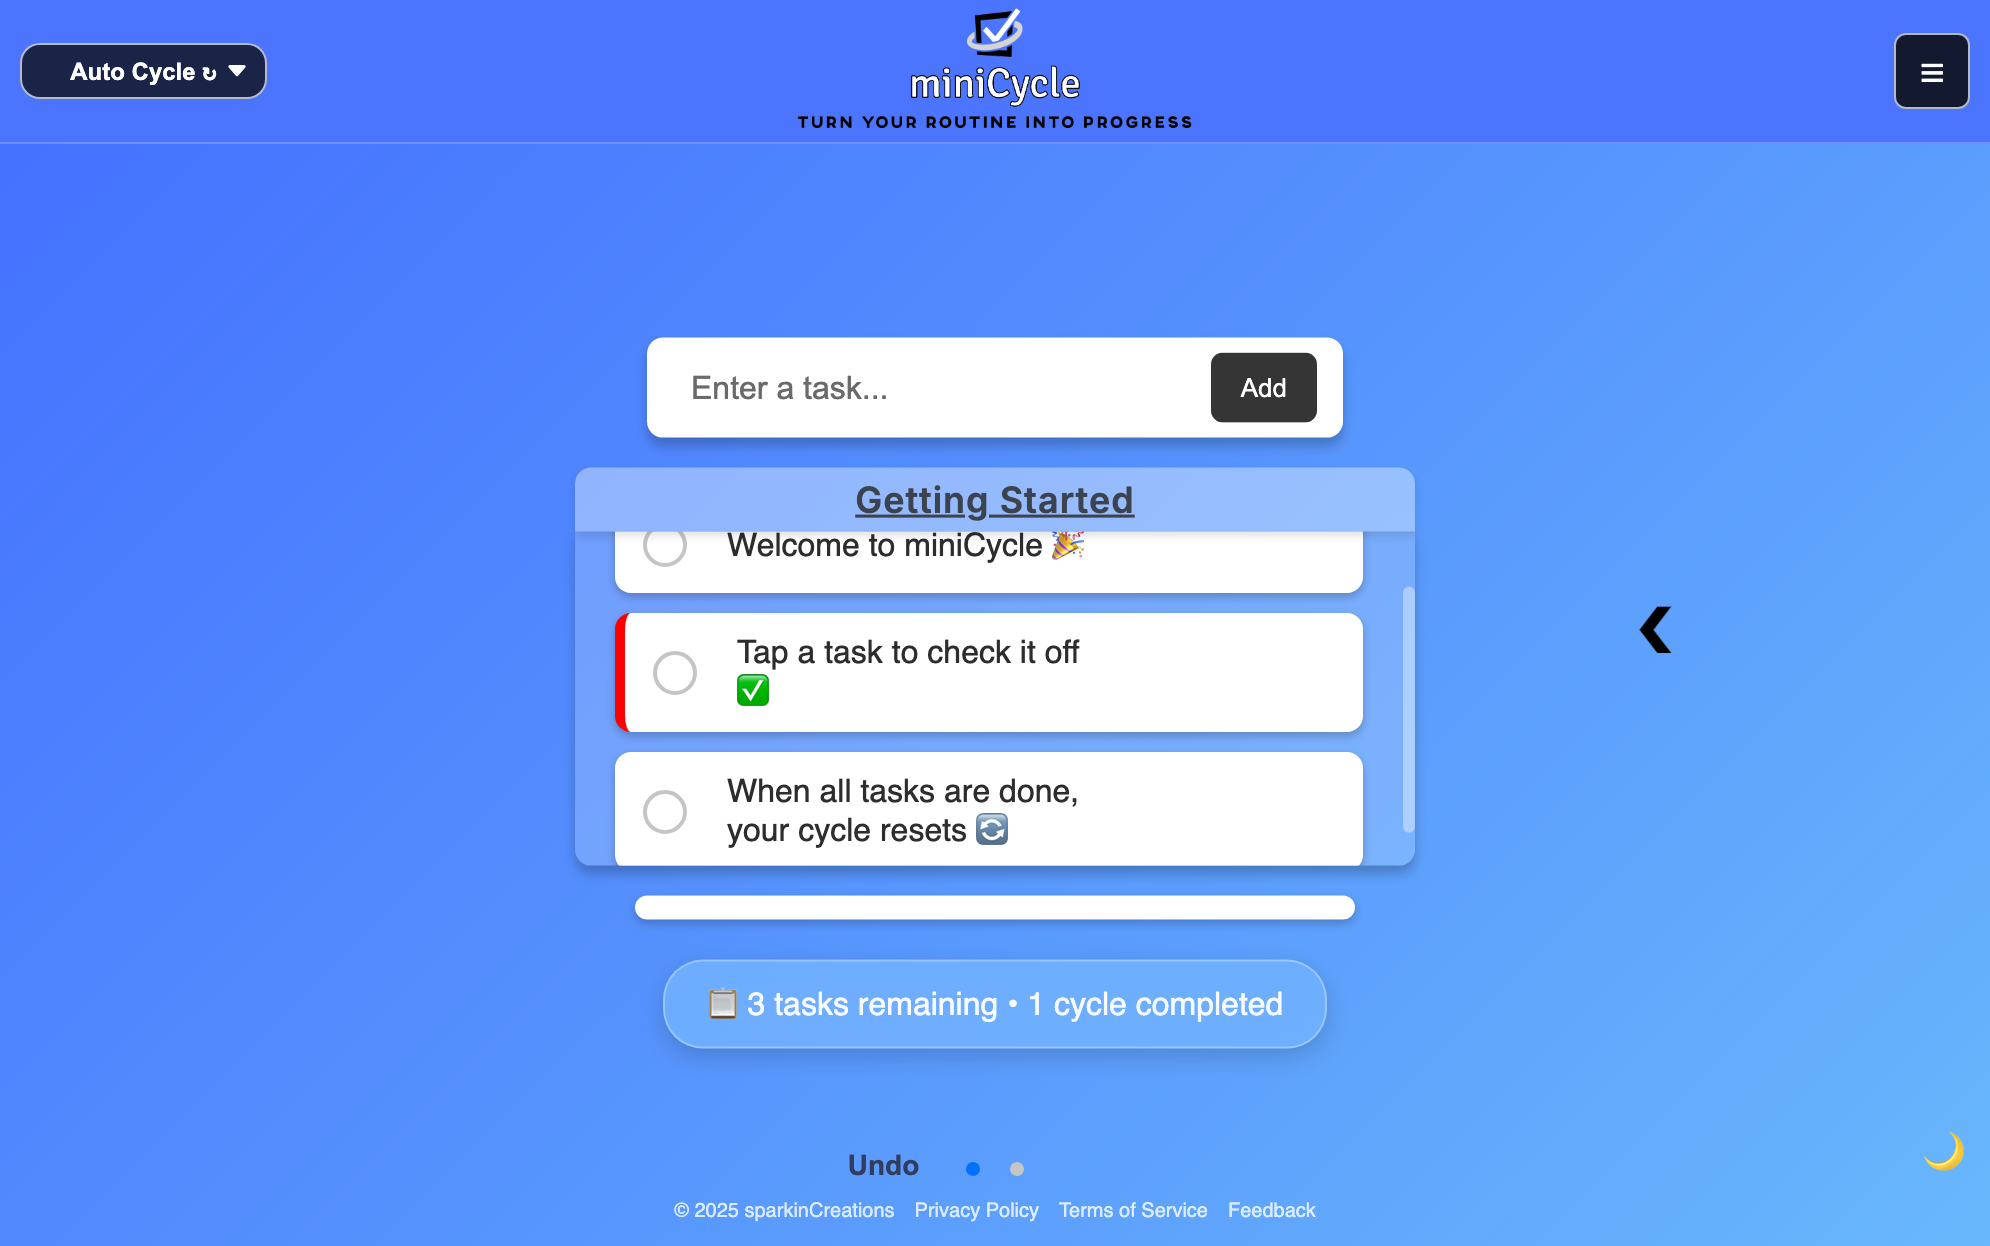 Auto Cycle ↻
miniCycle
TURN YOUR ROUTINE INTO PROGRESS
Enter a task...
Add
Getting Started
Welcome to miniCycle 🎉
Tap a task to check it off
✅
When all tasks are done,
your cycle resets 🔄
📋 3 tasks remaining • 1 cycle completed
Undo
© 2025 sparkinCreations Privacy Policy Terms of Service Feedback